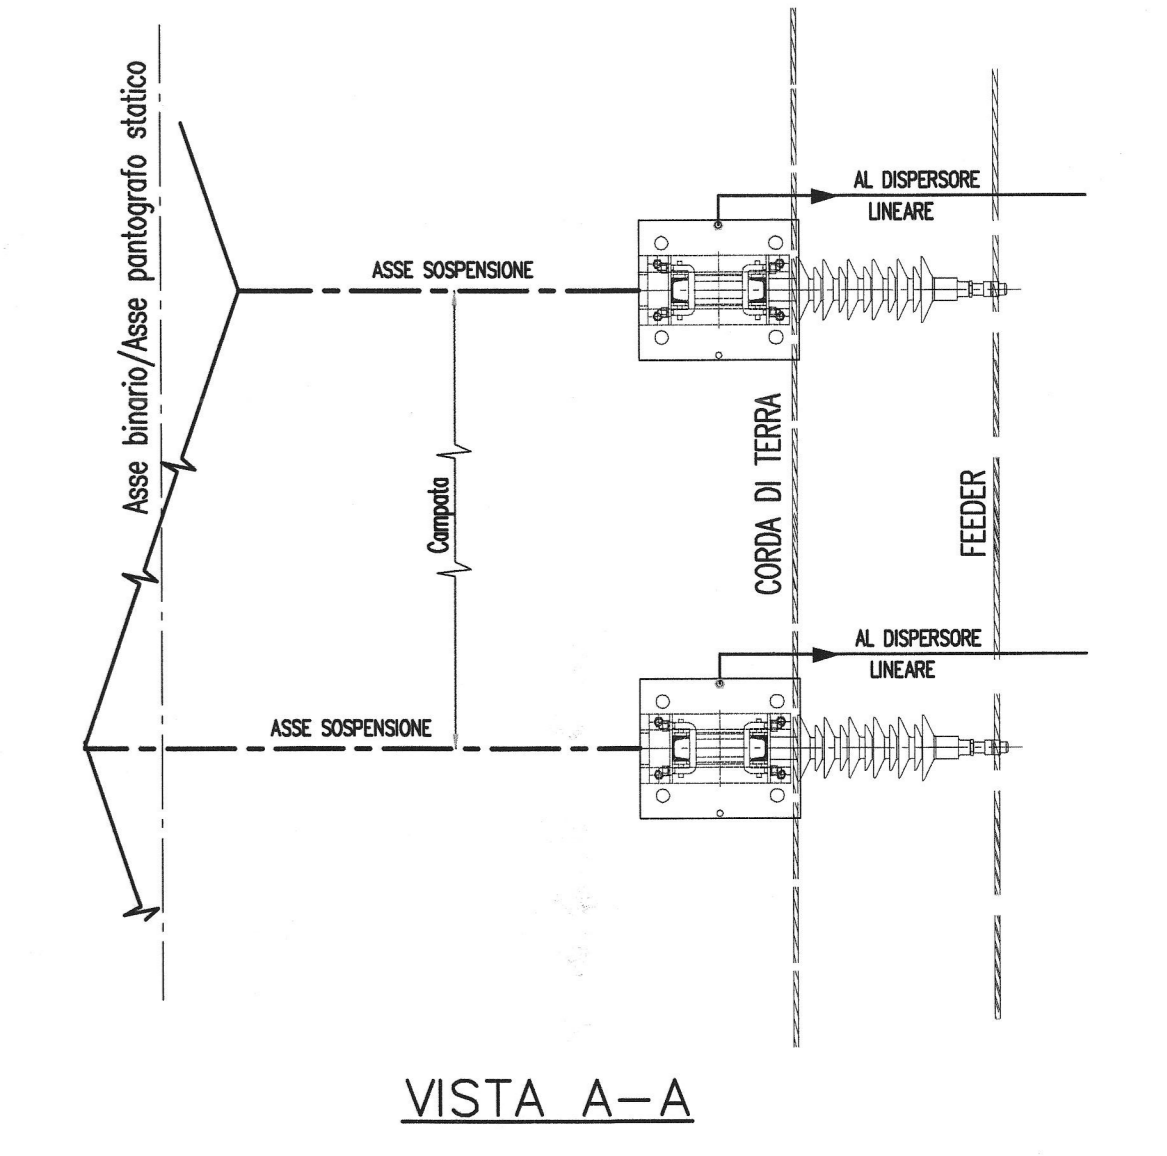 Asse binario/Asse pantografo statico
AL DISPERSORE
LINEARE
ASSE SOSPENSIONE
CORDA DI TERRA
FEEDER
Campata
AL DISPERSORE
LINEARE
ASSE SOSPENSIONE
VISTA A-A